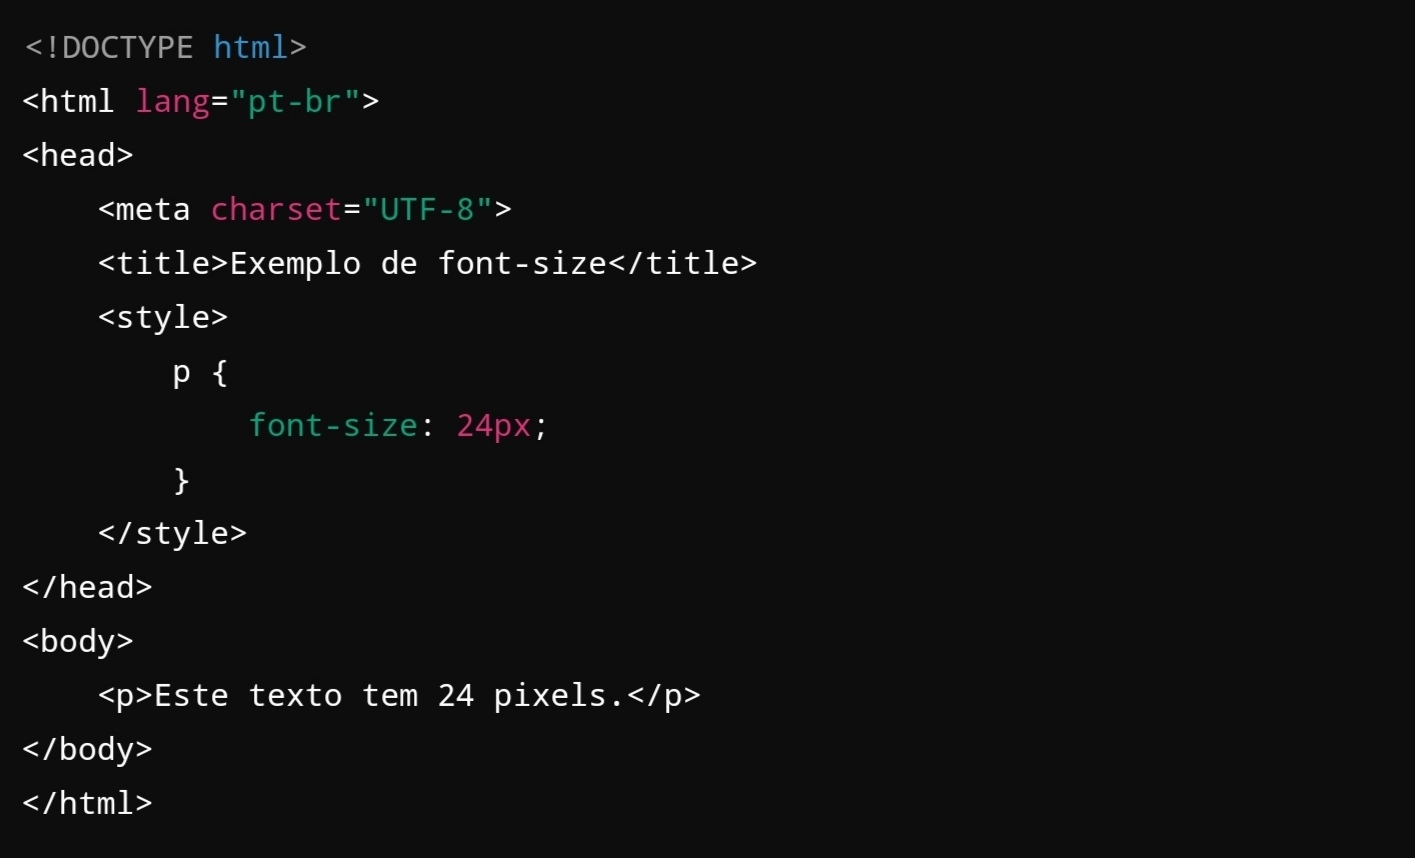 <!DOCTYPE html>
<html lang="pt-br">
<head>
    <meta charset="UTF-8">
    <title>Exemplo de font-size</title>
    <style>
        p {
            font-size: 24px;
        }
    </style>
</head>
<body>
    <p>Este texto tem 24 pixels.</p>
</body>
</html>